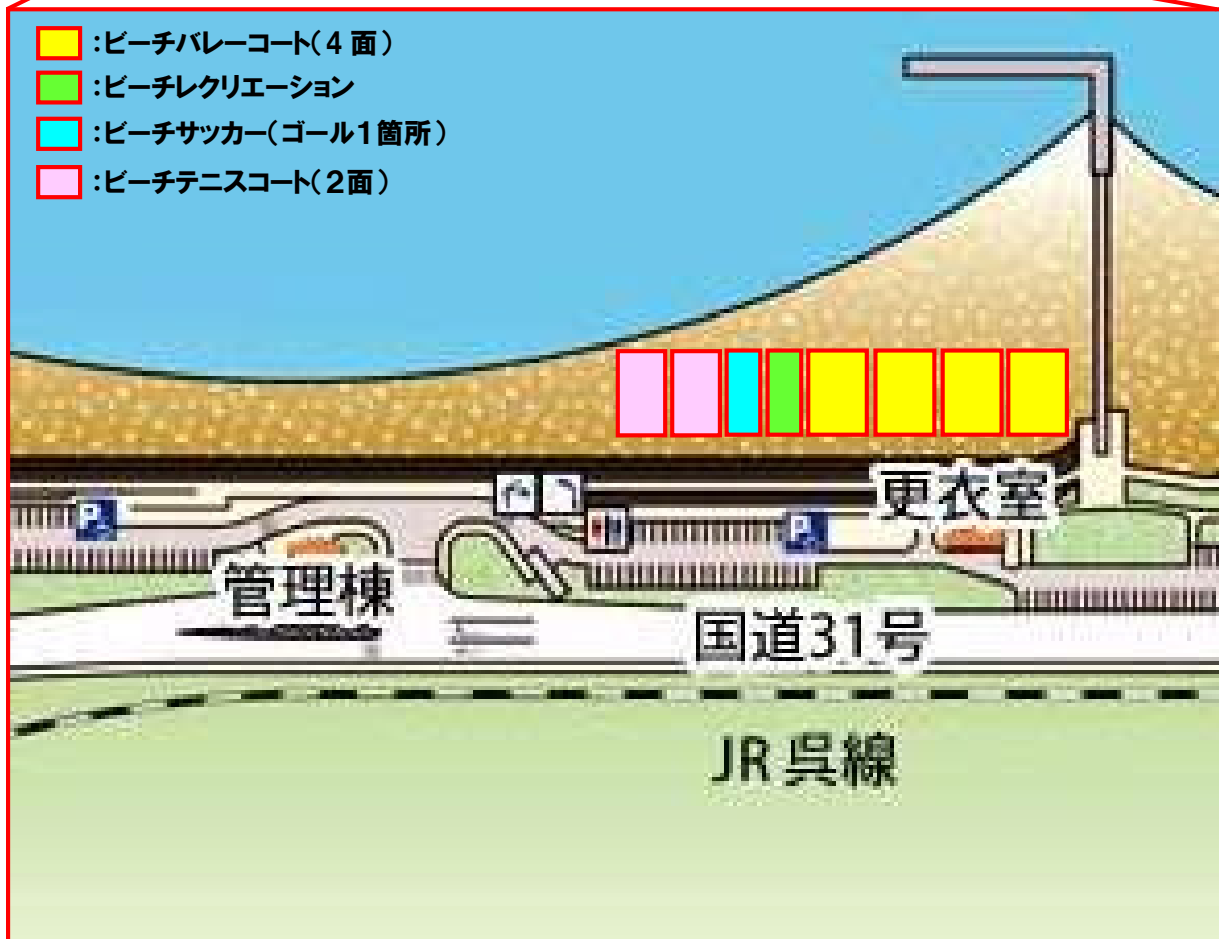 :ビーチバレーコート(4 面)
:ビーチレクリエーション
:ビーチサッカー(ゴール1箇所)
:ビーチテニスコート(2面)
更衣室
P
P
管理棟
国道31号
JR 呉線